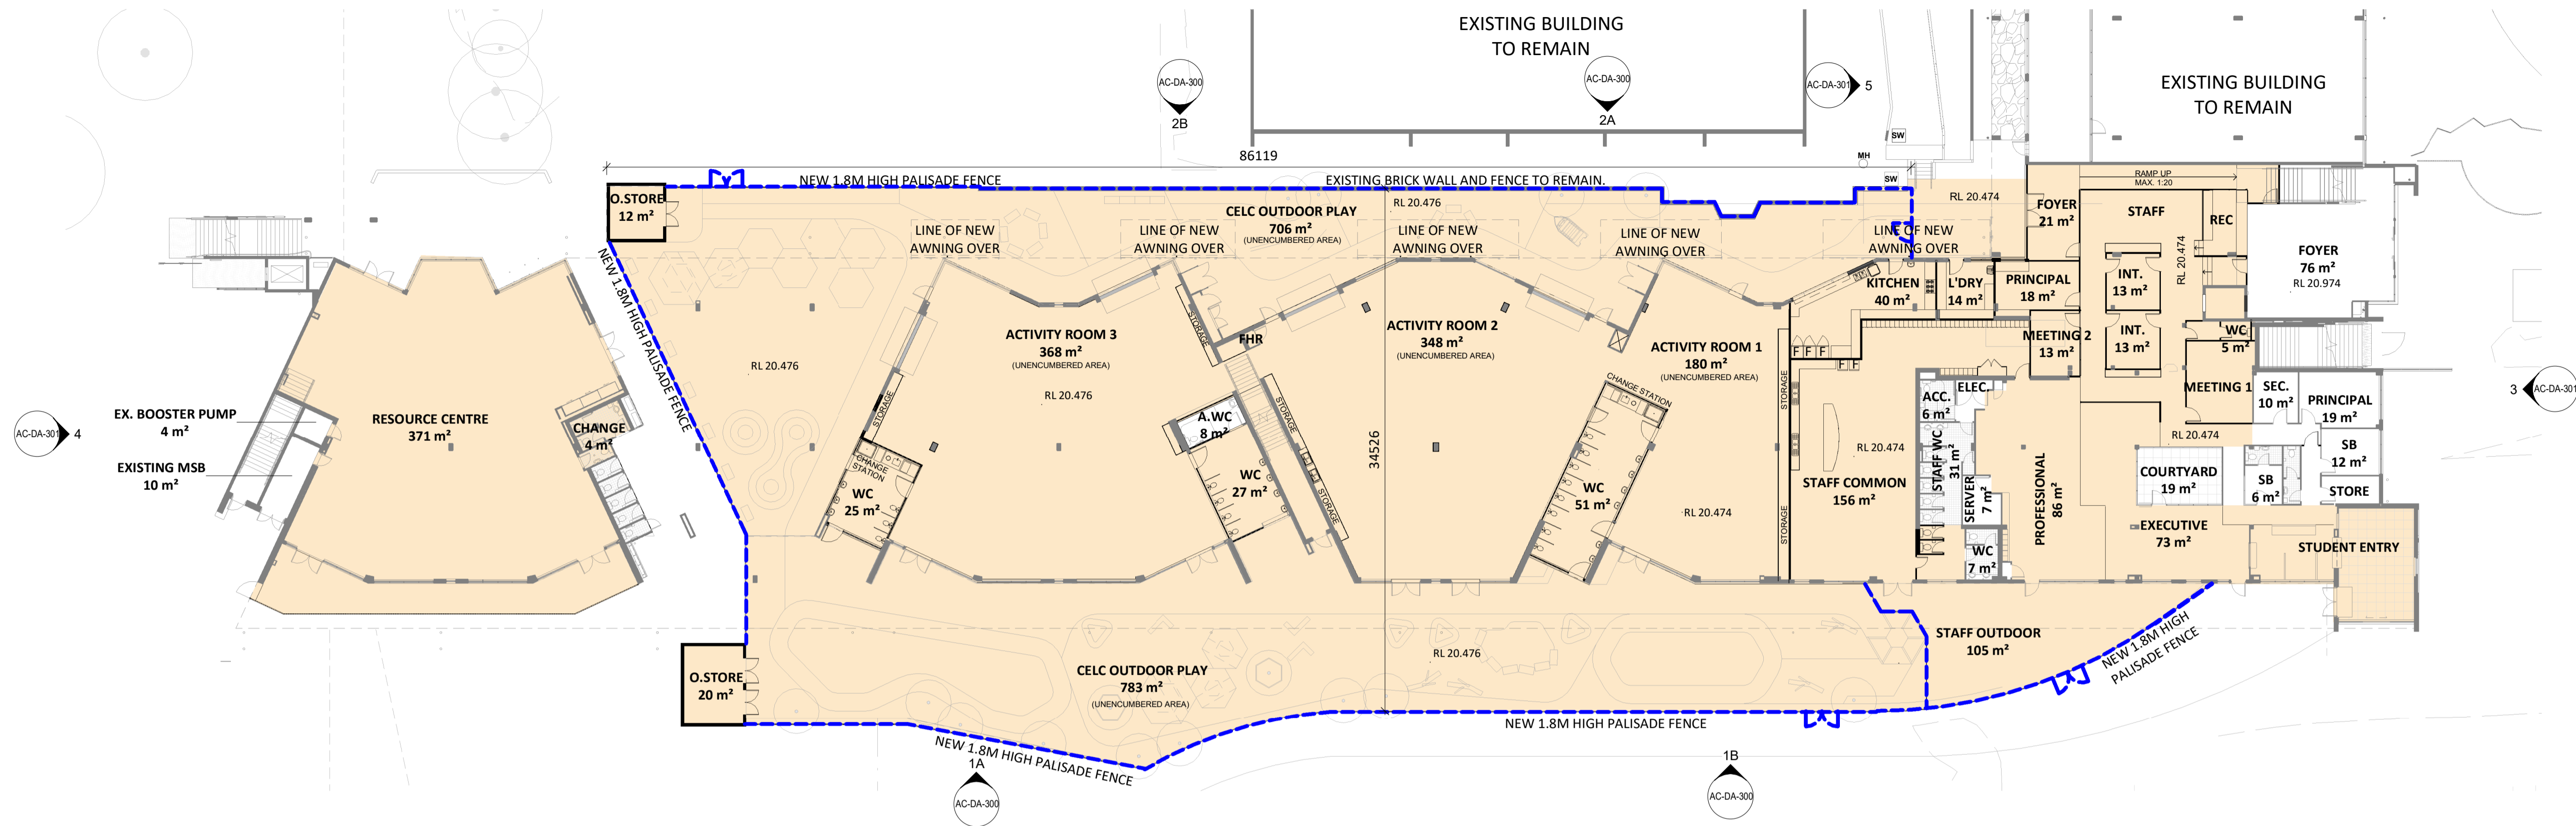 EXISTING BUILDING
TO REMAIN
EXISTING BUILDING
TO REMAIN
AC-DA-300
2B
AC-DA-300
2A
AC-DA-301
5
SW
MH
SW
86119
NEW 1.8M HIGH PALISADE FENCE
EXISTING BRICK WALL AND FENCE TO REMAIN.
RAMP UP
MAX. 1:20
O.STORE
12 m²
CELC OUTDOOR PLAY
706 m²
(UNENCUMBERED AREA)
RL 20.476
RL 20.474
FOYER
21 m²
STAFF
REC
LINE OF NEW
AWNING OVER
LINE OF NEW
AWNING OVER
LINE OF NEW
AWNING OVER
LINE OF NEW
AWNING OVER
LINE OF NEW
AWNING OVER
RL 20.474
FOYER
76 m²
RL 20.974
NEW 1.8M HIGH PALISADE FENCE
KITCHEN
40 m²
L'DRY
14 m²
PRINCIPAL
18 m²
INT.
13 m²
STORAGE
FHR
ACTIVITY ROOM 3
368 m²
(UNENCUMBERED AREA)
RL 20.476
ACTIVITY ROOM 2
348 m²
(UNENCUMBERED AREA)
ACTIVITY ROOM 1
180 m²
(UNENCUMBERED AREA)
F F F
F F
MEETING 2
13 m²
INT.
13 m²
WC
5 m²
RL 20.476
STORAGE
STORAGE
CHANGE STATION
STORAGE
ACC.
6 m²
ELEC.
MEETING 1
SEC.
10 m²
PRINCIPAL
19 m²
3
AC-DA-301
AC-DA-301
4
EX. BOOSTER PUMP
4 m²
RESOURCE CENTRE
371 m²
CHANGE
4 m²
A.WC
8 m²
34526
RL 20.474
STAFF WC
31 m²
RL 20.474
EXISTING MSB
10 m²
CHANGE
STATION
WC
25 m²
WC
27 m²
STORAGE
WC
51 m²
RL 20.474
STORAGE
STAFF COMMON
156 m²
SERVER
7 m²
PROFESSIONAL
86 m²
COURTYARD
19 m²
SB
12 m²
SB
6 m²
STORE
WC
7 m²
EXECUTIVE
73 m²
STUDENT ENTRY
O.STORE
20 m²
CELC OUTDOOR PLAY
783 m²
(UNENCUMBERED AREA)
RL 20.476
STAFF OUTDOOR
105 m²
NEW 1.8M HIGH
PALISADE FENCE
NEW 1.8M HIGH PALISADE FENCE
NEW 1.8M HIGH PALISADE FENCE
1A
AC-DA-300
1B
AC-DA-300